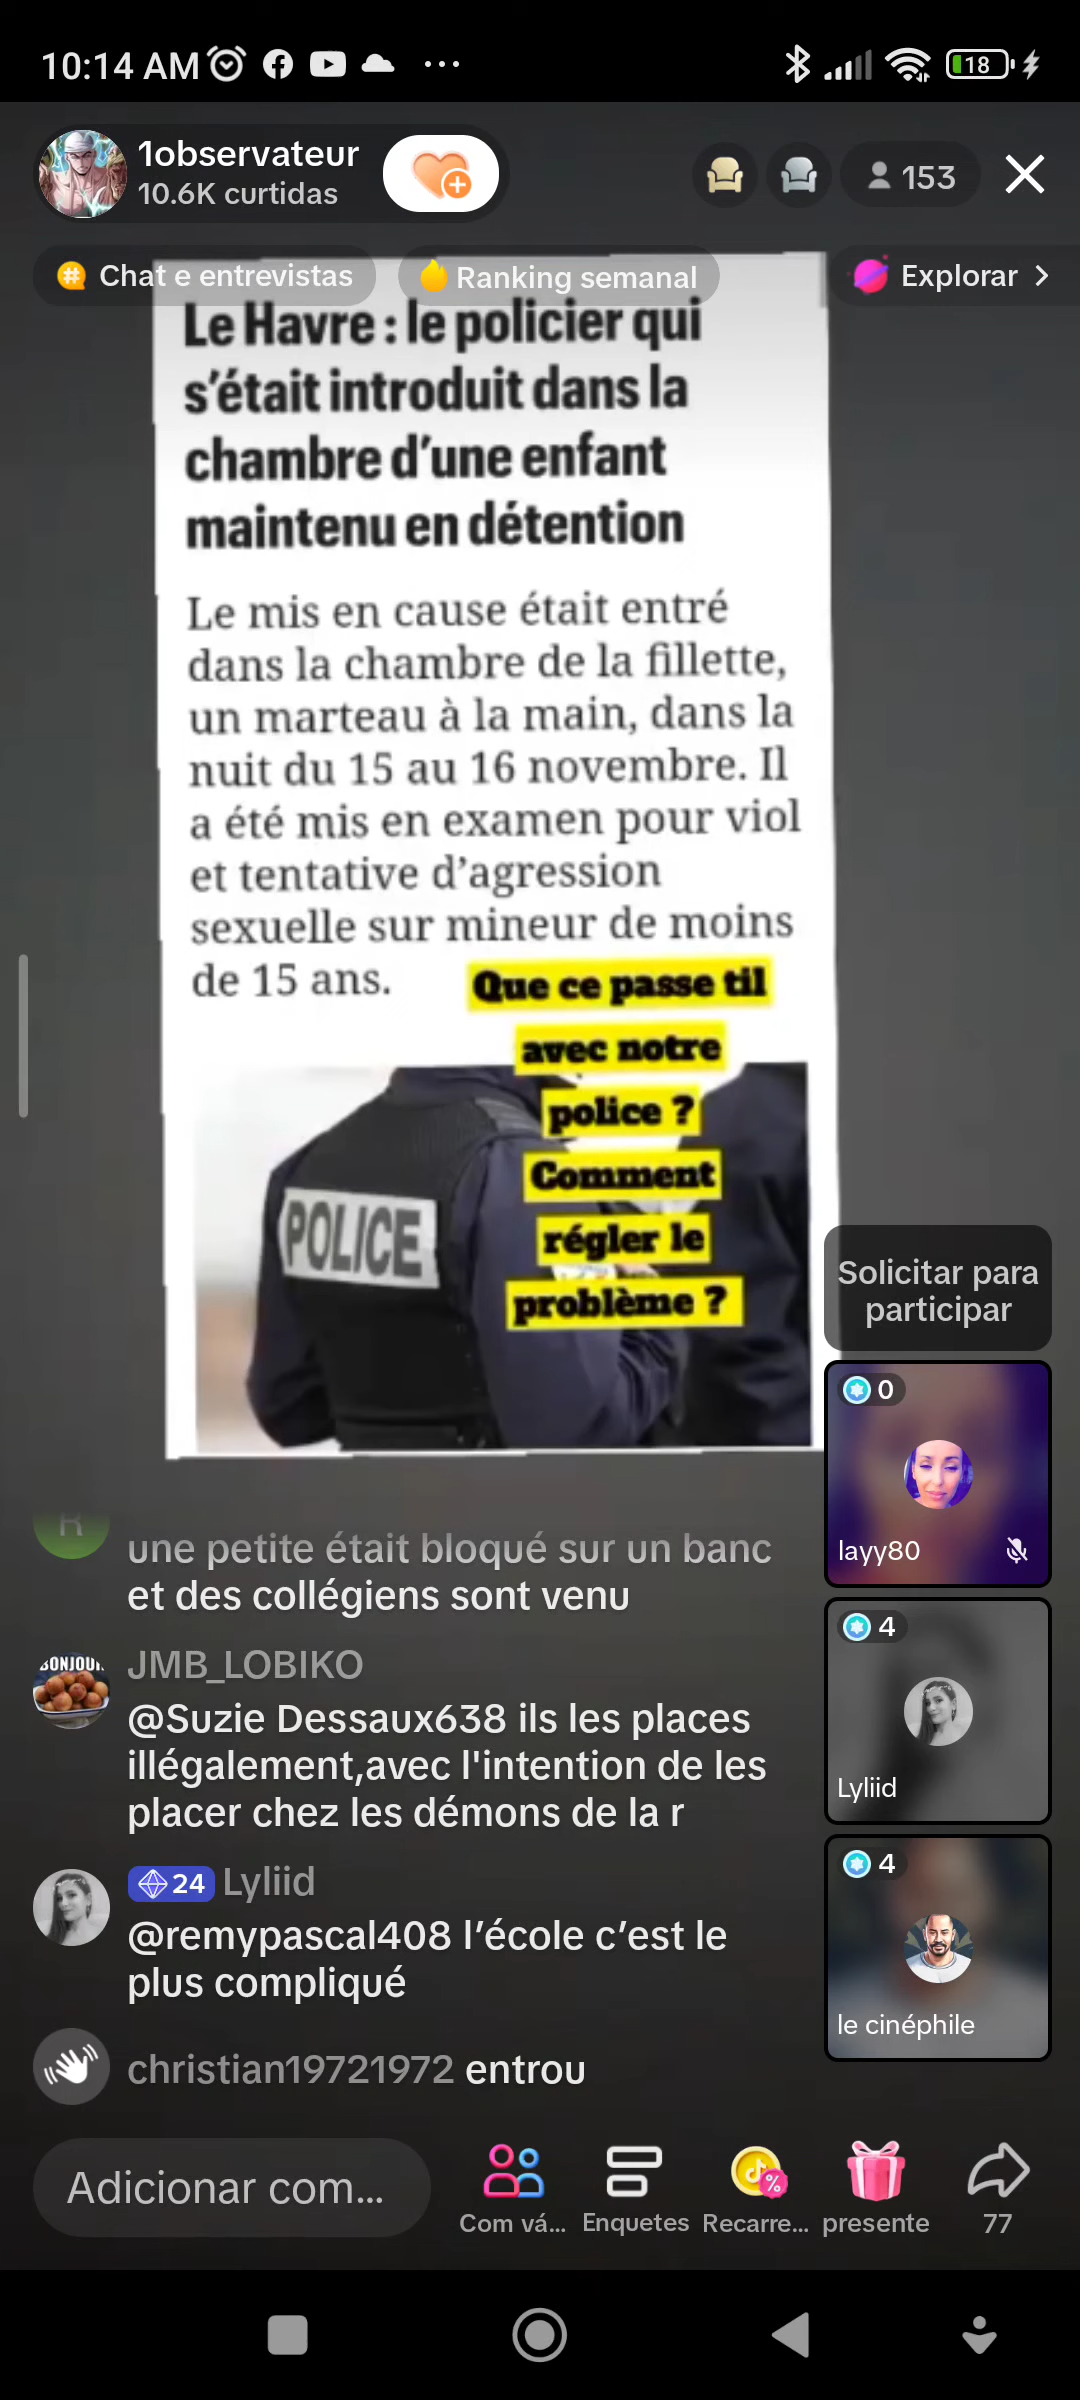 10:14 AM
18
1observateur
10.6K curtidas
153
Chat e entrevistas
Ranking semanal
Explorar
Le Havre : le policier qui
s'était introduit dans la
chambre d'une enfant
maintenu en détention
Le mis en cause était entré
dans la chambre de la fillette,
un marteau à la main, dans la
nuit du 15 au 16 novembre. Il
a été mis en examen pour viol
et tentative d'agression
sexuelle sur mineur de moins
de 15 ans.
Que ce passe til
avec notre
police ?
Comment
régler le
problème ?
POLICE
Solicitar para
participar
0
layy80
4
Lyliid
4
le cinéphile
R
une petite était bloqué sur un banc
et des collégiens sont venu
BONJOUR
JMB_LOBIKO
@Suzie Dessaux638 ils les places
illégalement,avec l'intention de les
placer chez les démons de la r
24 Lyliid
@remypascal408 l’école c’est le
plus compliqué
christian19721972 entrou
Adicionar com...
Com vá...
Enquetes
%
Recarre...
presente
77